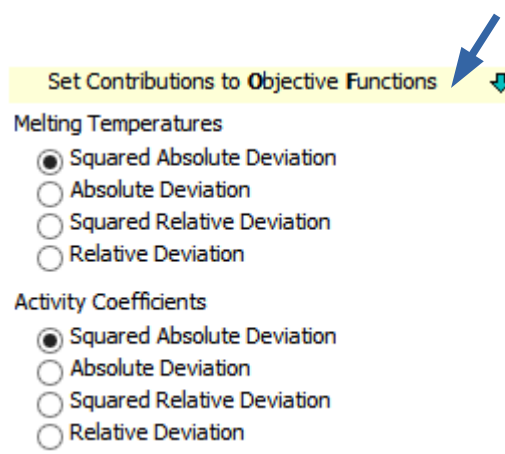 Set Contributions to Objective Functions
Melting Temperatures
Squared Absolute Deviation
Absolute Deviation
Squared Relative Deviation
Relative Deviation
Activity Coefficients
Squared Absolute Deviation
Absolute Deviation
Squared Relative Deviation
Relative Deviation